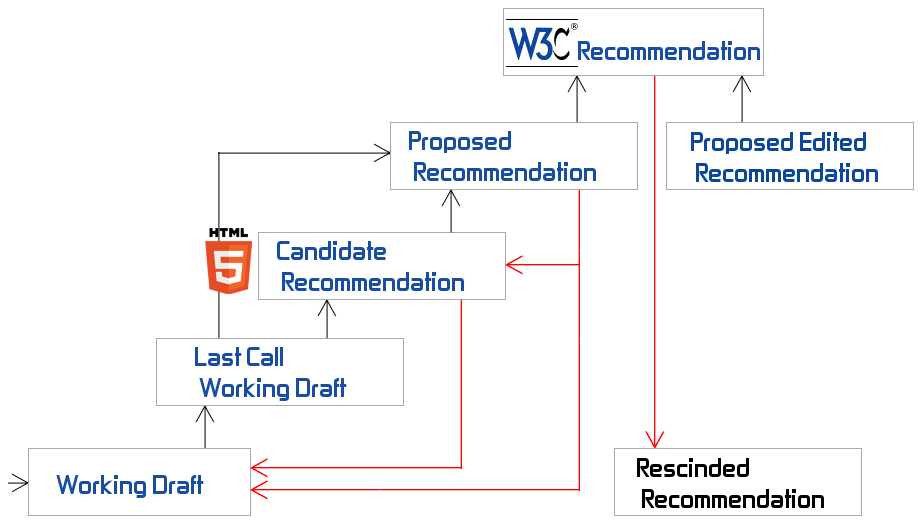 W3C® Recommendation
Proposed
Recommendation
Proposed Edited
Recommendation
HTML
5
Candidate
Recommendation
Last Call
Working Draft
Working Draft
Rescinded
Recommendation